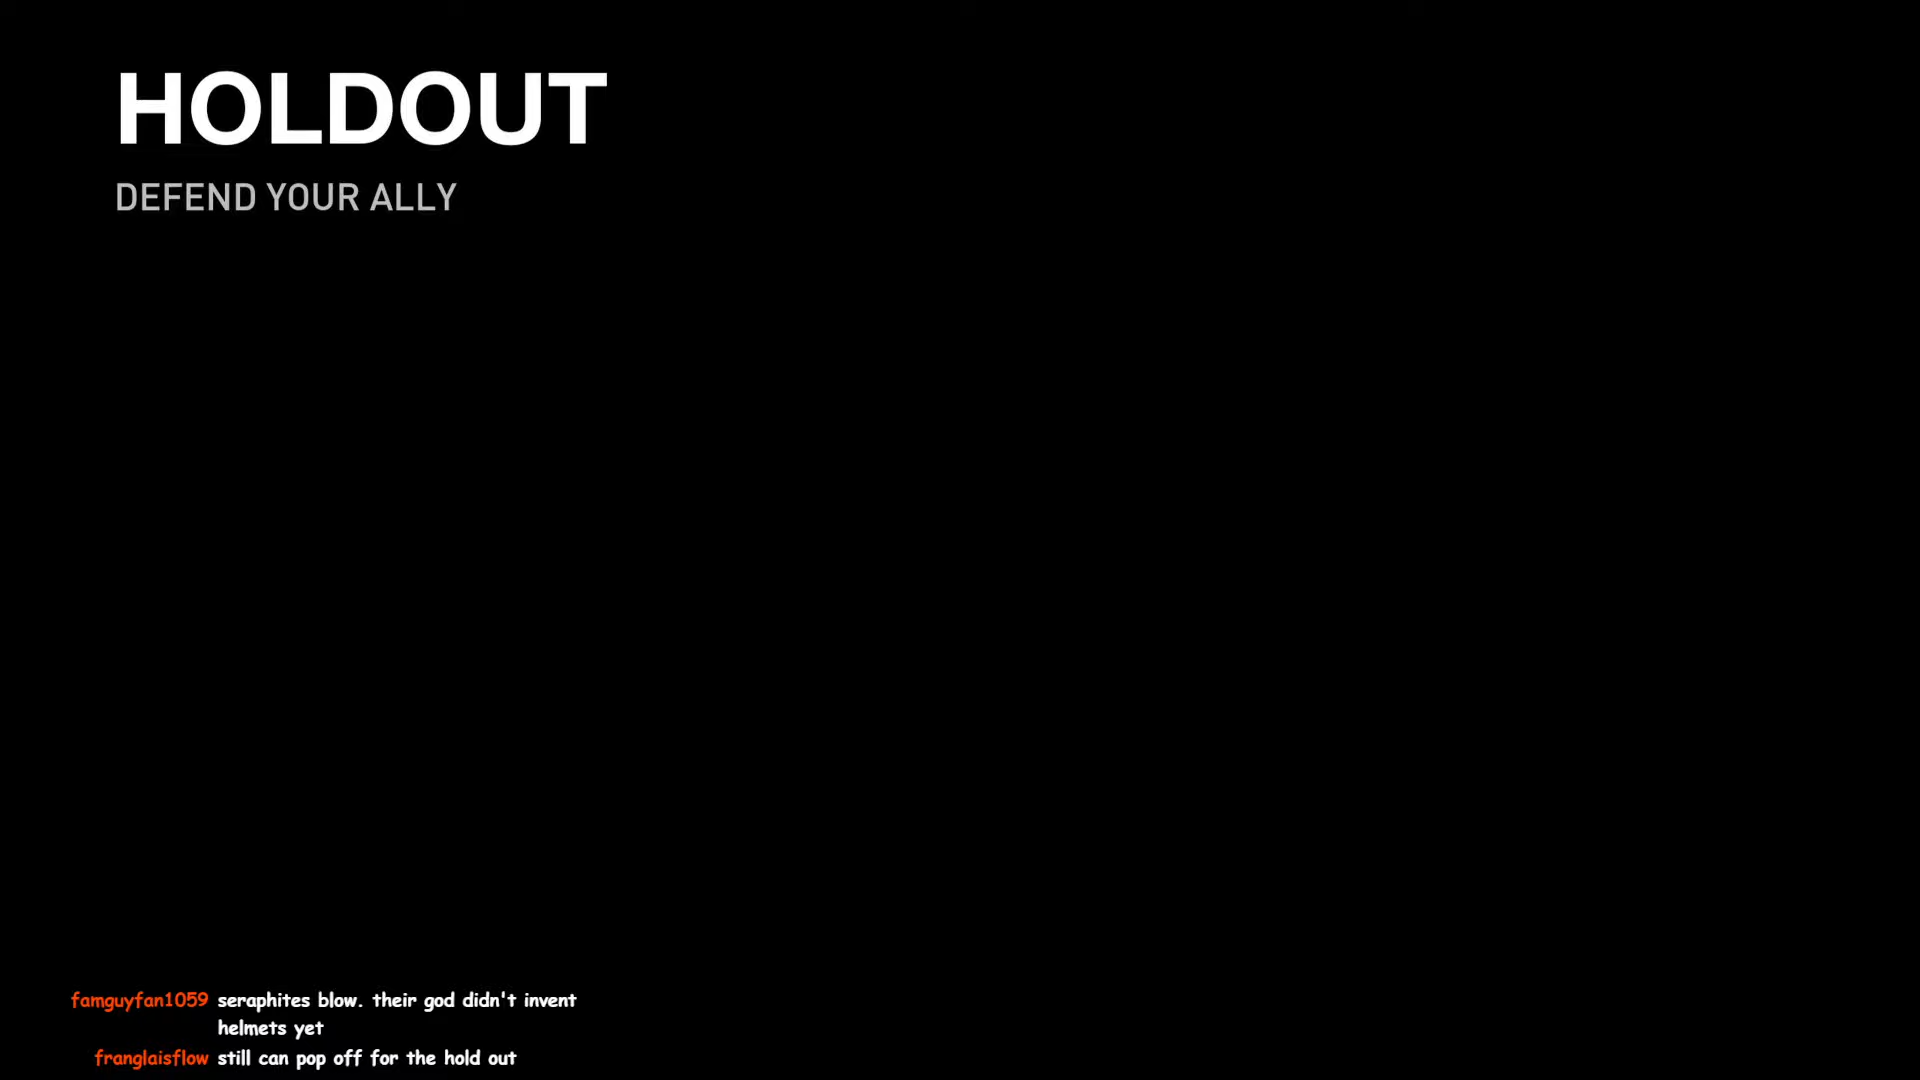 HOLDOUT
DEFEND YOUR ALLY
famguyfan1059 seraphites blow. their god didn't invent
helmets yet
franglaisflow still can pop off for the hold out